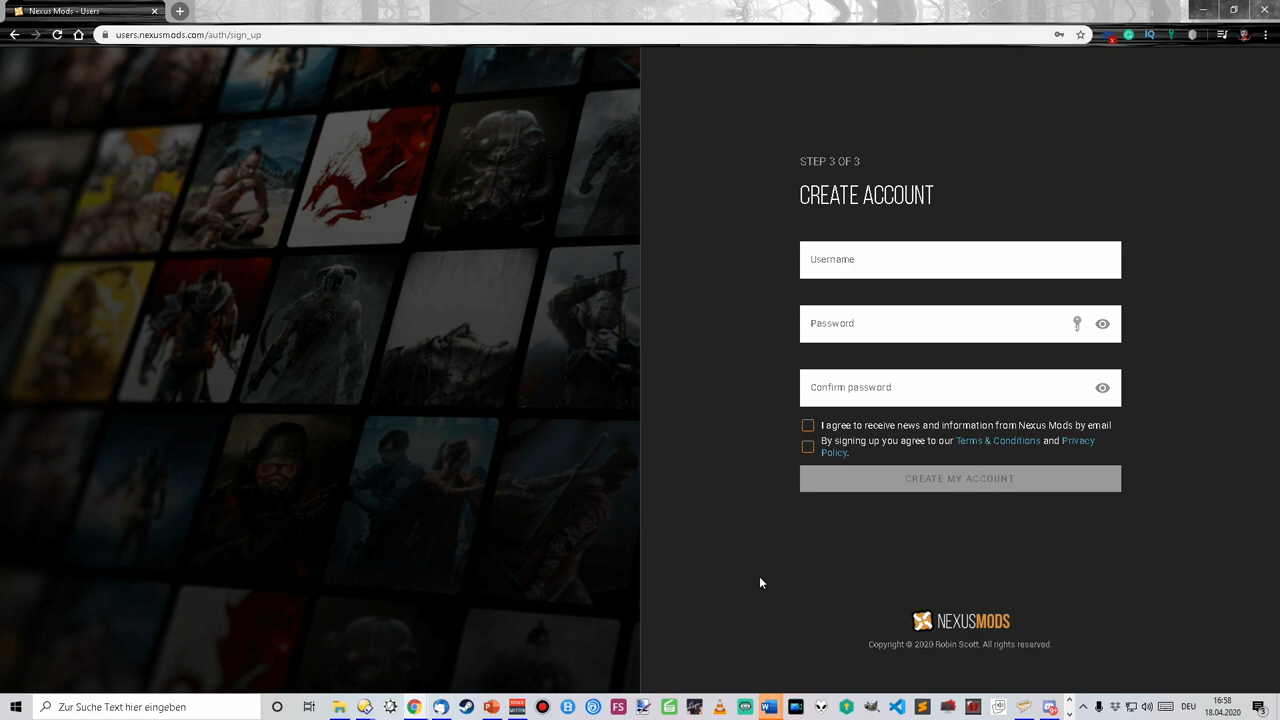 Nexus Mods - Users
users.nexusmods.com/auth/sign_up
STEP 3 OF 3
CREATE ACCOUNT
Username
Password
Confirm password
I agree to receive news and information from Nexus Mods by email
By signing up you agree to our Terms & Conditions and Privacy
Policy.
CREATE MY ACCOUNT
NEXUSMODS
Copyright © 2020 Robin Scott. All rights reserved.
Zur Suche Text hier eingeben
DEU
16:58
18.04.2020